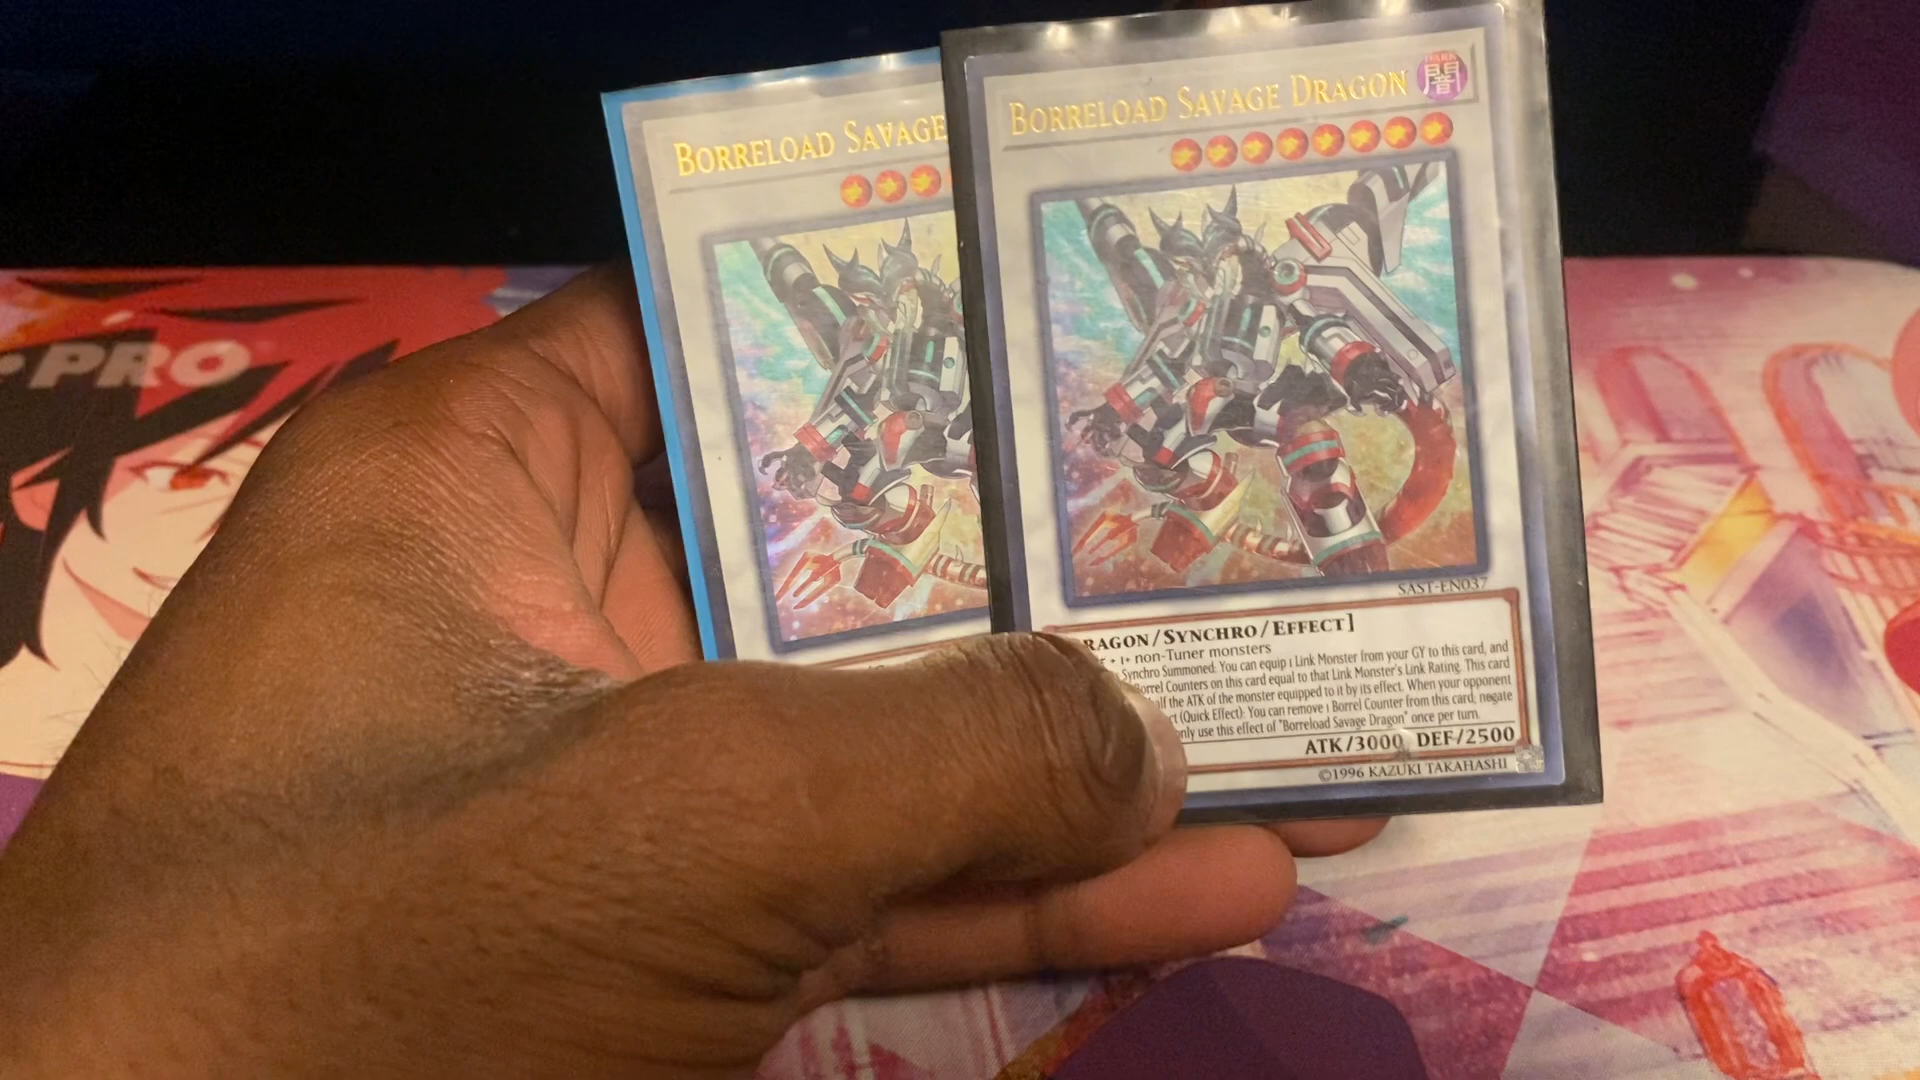 BORRELOAD SAVAGE
BORRELOAD SAVAGE DRAGON
DARK
闇
SAST-EN037
RAGON/SYNCHRO/EFFECT]
+ 1+ non-Tuner monsters
Synchro Summoned: You can equip 1 Link Monster from your GY to this card, and
Borrel Counters on this card equal to that Link Monster's Link Rating. This card
alf the ATK of the monster equipped to it by its effect. When your opponent
ct (Quick Effect): You can remove 1 Borrel Counter from this card; negate
only use this effect of "Borreload Savage Dragon" once per turn.
ATK/3000 DEF/2500
©1996 KAZUKI TAKAHASHI
PRO